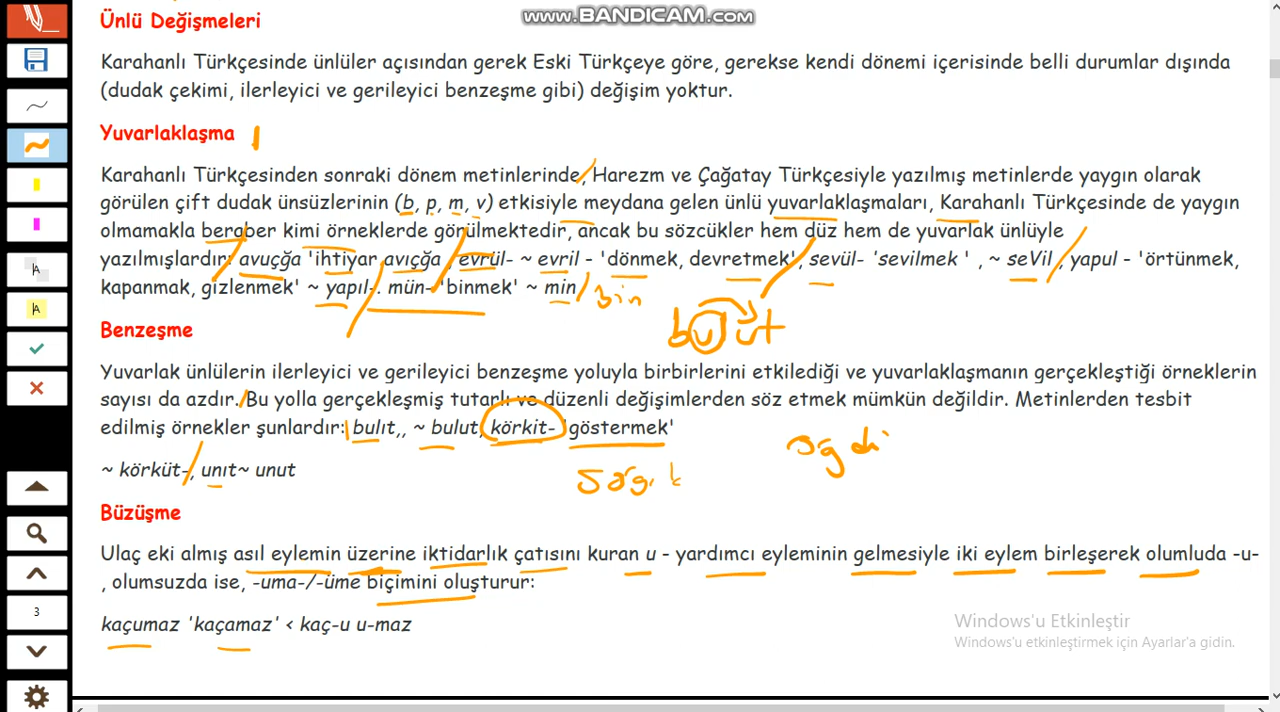 www.BANDICAM.com
Ünlü Değişmeleri
Karahanlı Türkçesinde ünlüler açısından gerek Eski Türkçeye göre, gerekse kendi dönemi içerisinde belli durumlar dışında
(dudak çekimi, ilerleyici ve gerileyici benzeşme gibi) değişim yoktur.
Yuvarlaklaşma 1
Karahanlı Türkçesinden sonraki dönem metinlerinde, Harezm ve Çağatay Türkçesiyle yazılmış metinlerde yaygın olarak
görülen çift dudak ünsüzlerinin (b, p, m, v) etkisiyle meydana gelen ünlü yuvarlaklaşmaları, Karahanlı Türkçesinde de yaygın
olmamakla beraber kimi örneklerde görülmektedir, ancak bu sözcükler hem düz hem de yuvarlak ünlüyle
yazılmışlardır: avuçğa 'ihtiyar avıçğa , evrül- ~ evril - 'dönmek, devretmek', sevül- 'sevilmek ' , ~ seVil , yapul - 'örtünmek,
kapanmak, gizlenmek' ~ yapıl-. mün- 'binmek' ~ min
bin
bulut
Benzeşme
Yuvarlak ünlülerin ilerleyici ve gerileyici benzeşme yoluyla birbirlerini etkilediği ve yuvarlaklaşmanın gerçekleştiği örneklerin
sayısı da azdır. Bu yolla gerçekleşmiş tutarlı ve düzenli değişimlerden söz etmek mümkün değildir. Metinlerden tesbit
edilmiş örnekler şunlardır: bulıt,, ~ bulut, körkit- 'göstermek'
~ körküt-, unıt~ unut
Büzüşme
Ulaç eki almış asıl eylemin üzerine iktidarlık çatısını kuran u - yardımcı eyleminin gelmesiyle iki eylem birleşerek olumluda -u-
, olumsuzda ise, -uma-/-üme biçimini oluşturur:
kaçumaz 'kaçamaz' < kaç-u u-maz
3
Windows'u Etkinleştir
Windows'u etkinleştirmek için Ayarlar'a gidin.